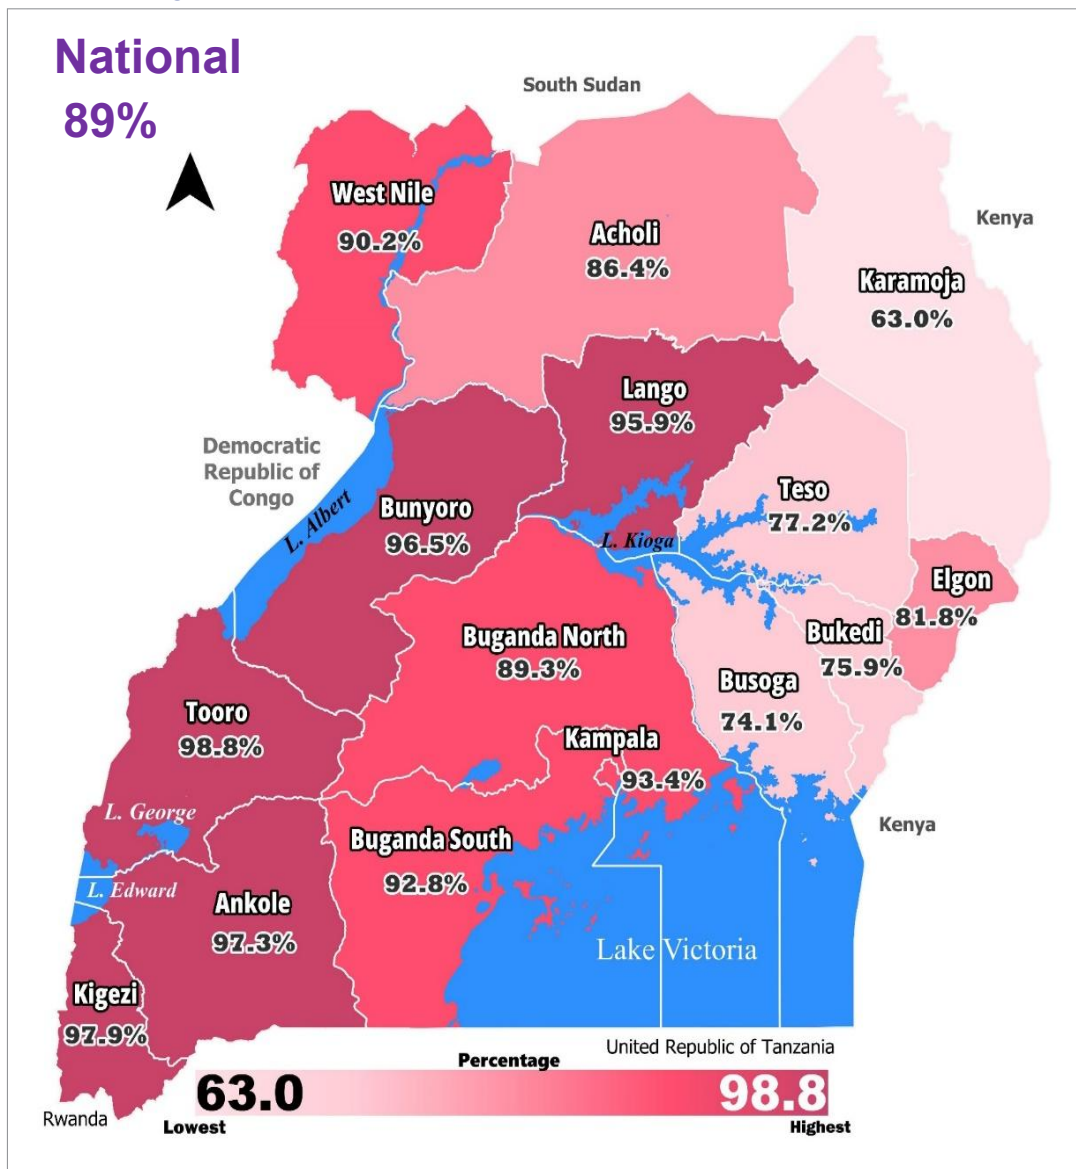 National
89%
South Sudan
West Nile
90.2%
Acholi
86.4%
Kenya
Karamoja
63.0%
Lango
95.9%
Democratic
Republic of
Congo
L. Albert
Bunyoro
96.5%
Teso
77.2%
L. Kioga
Elgon
81.8%
Buganda North
89.3%
Bukedi
75.9%
Busoga
74.1%
Tooro
98.8%
Kampala
93.4%
L. George
Kenya
Buganda South
92.8%
L. Edward
Ankole
97.3%
Lake Victoria
Kigezi
97.9%
United Republic of Tanzania
Percentage
63.0
98.8
Rwanda
Lowest
Highest